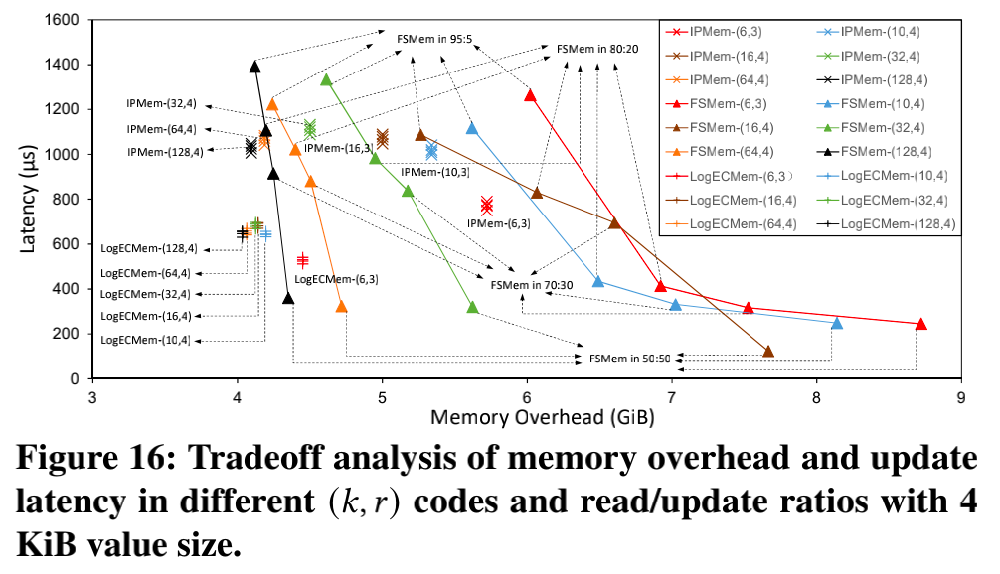 1600
1400
1200
1000
800
600
400
200
0
Latency (µs)
3
4
5
6
7
8
9
Memory Overhead (GiB)
FSMem in 95:5
FSMem in 80:20
IPMem-(32,4)
IPMem-(64,4)
IPMem-(128,4)
IPMem-(16,3)
IPMem-(10,3)
IPMem-(6,3)
LogECMem-(128,4)
LogECMem-(64,4)
LogECMem-(32,4)
LogECMem-(16,4)
LogECMem-(10,4)
LogECMem-(6,3)
FSMem in 70:30
FSMem in 50:50
IPMem-(6,3) IPMem-(10,4)
IPMem-(16,4) IPMem-(32,4)
IPMem-(64,4) IPMem-(128,4)
FSMem-(6,3) FSMem-(10,4)
FSMem-(16,4) FSMem-(32,4)
FSMem-(64,4) FSMem-(128,4)
LogECMem-(6,3） LogECMem-(10,4)
LogECMem-(16,4) LogECMem-(32,4)
LogECMem-(64,4) LogECMem-(128,4)
Figure 16: Tradeoff analysis of memory overhead and update
latency in different (k,r) codes and read/update ratios with 4
KiB value size.